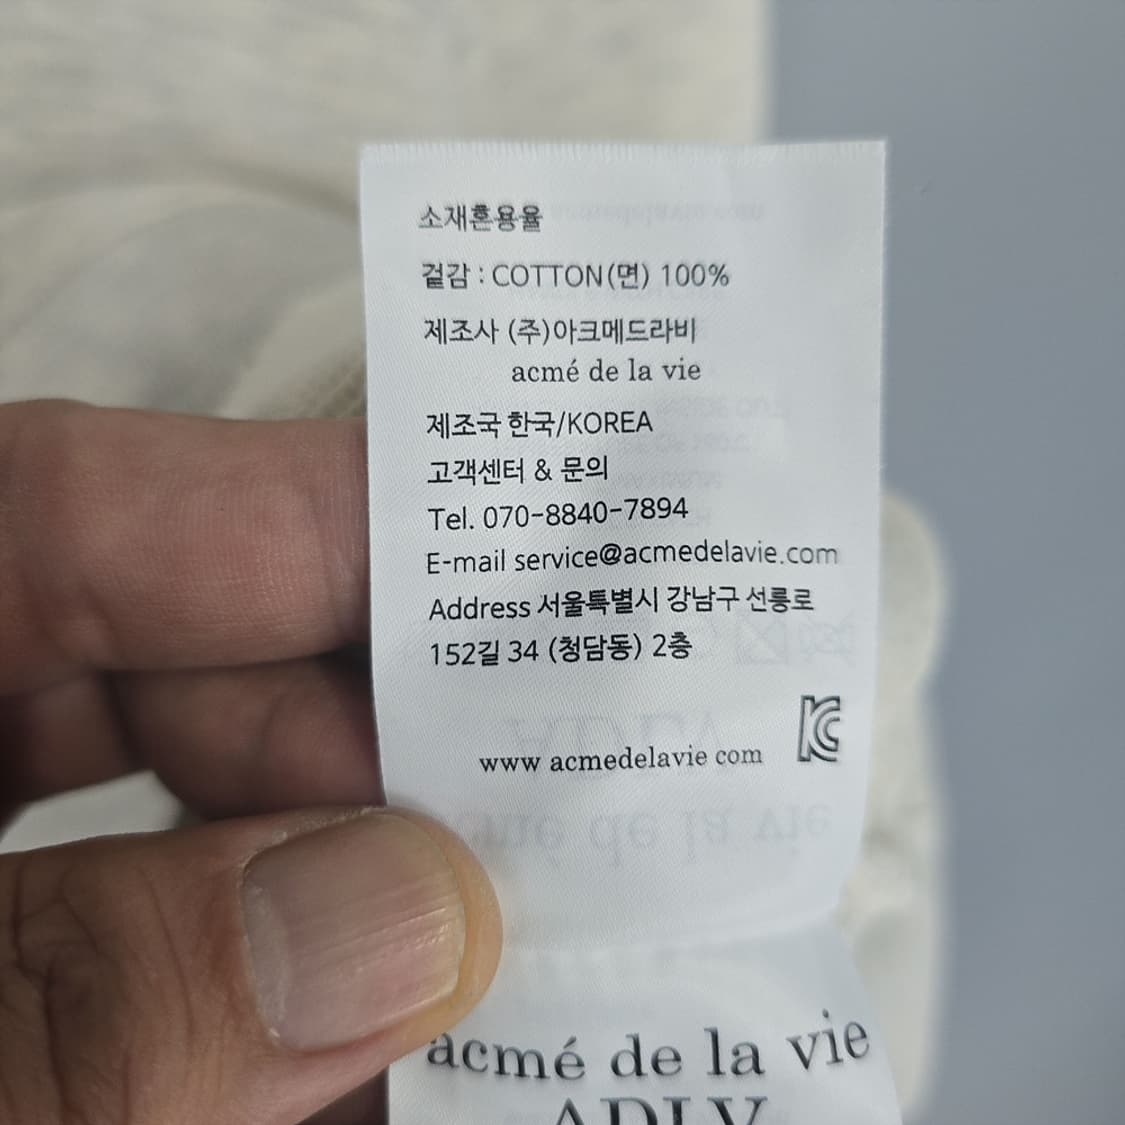 소재혼용율
겉감 : COTTON(면) 100%
제조사 (주)아크메드라비
acmé de la vie
제조국 한국/KOREA
고객센터 & 문의
Tel. 070-8840-7894
E-mail service@acmedelavie.com
Address 서울특별시 강남구 선릉로
152길 34 (청담동) 2층
KC
www acmedelavie com
acmé de la vie
ADLV